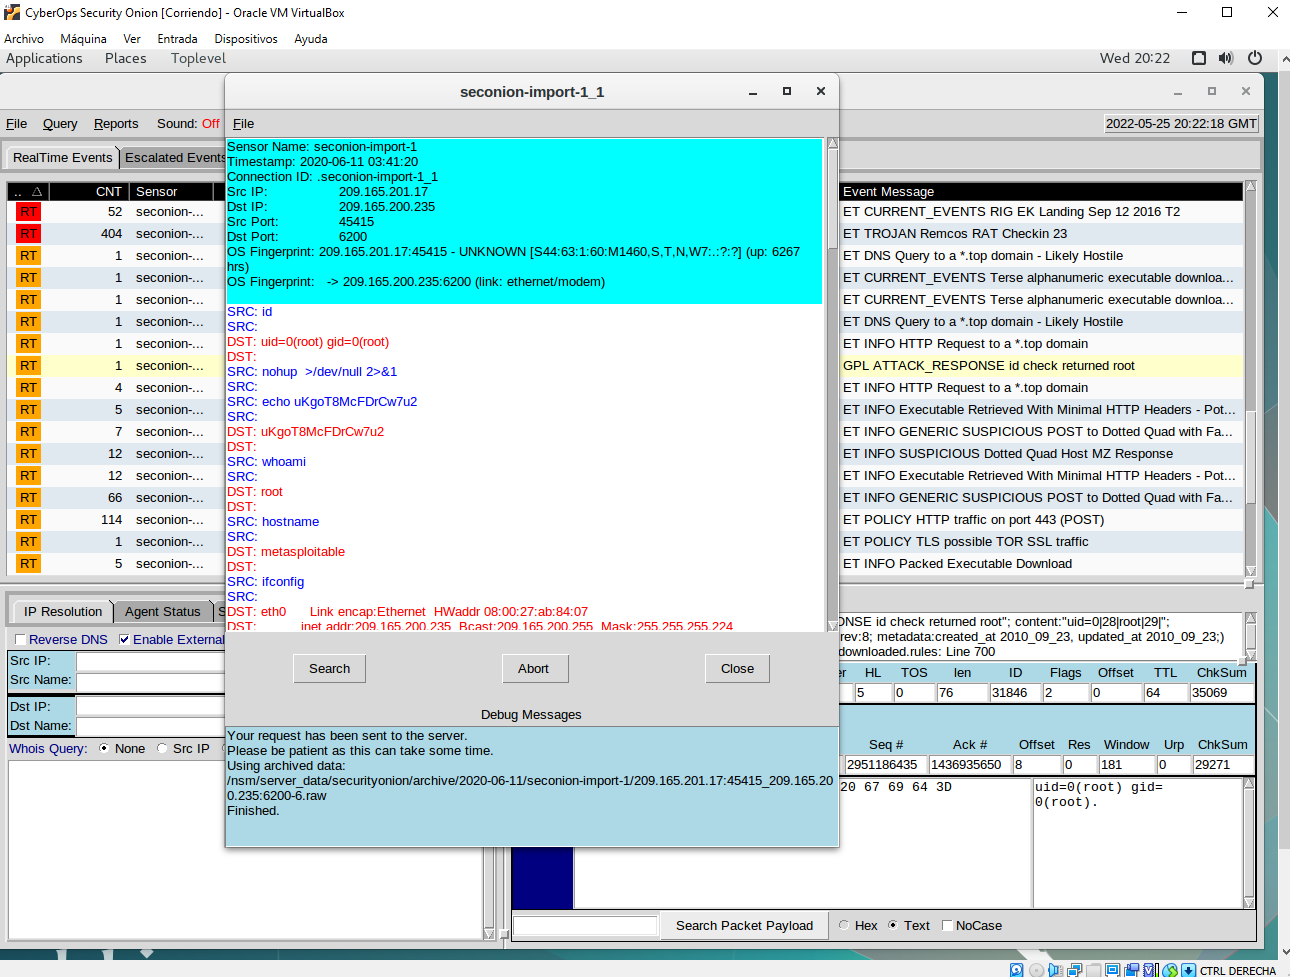 CyberOps Security Onion [Corriendo] - Oracle VM VirtualBox
Archivo Máquina Ver Entrada Dispositivos Ayuda
Applications Places Toplevel Wed 20:22
seconion-import-1_1
File Query Reports Sound: Off
File
2022-05-25 20:22:18 GMT
RealTime Events Escalated Events
.. CNT Sensor
Event Message
RT 52 seconion-... ET CURRENT_EVENTS RIG EK Landing Sep 12 2016 T2
RT 404 seconion-... ET TROJAN Remcos RAT Checkin 23
RT 1 seconion-... ET DNS Query to a *.top domain - Likely Hostile
RT 1 seconion-... ET CURRENT_EVENTS Terse alphanumeric executable downloa...
RT 1 seconion-... ET CURRENT_EVENTS Terse alphanumeric executable downloa...
RT 1 seconion-... ET DNS Query to a *.top domain - Likely Hostile
RT 1 seconion-... ET INFO HTTP Request to a *.top domain
RT 1 seconion-... GPL ATTACK_RESPONSE id check returned root
RT 4 seconion-... ET INFO HTTP Request to a *.top domain
RT 5 seconion-... ET INFO Executable Retrieved With Minimal HTTP Headers - Pot...
RT 7 seconion-... ET INFO GENERIC SUSPICIOUS POST to Dotted Quad with Fa...
RT 12 seconion-... ET INFO SUSPICIOUS Dotted Quad Host MZ Response
RT 12 seconion-... ET INFO Executable Retrieved With Minimal HTTP Headers - Pot...
RT 66 seconion-... ET INFO GENERIC SUSPICIOUS POST to Dotted Quad with Fa...
RT 114 seconion-... ET POLICY HTTP traffic on port 443 (POST)
RT 1 seconion-... ET POLICY TLS possible TOR SSL traffic
RT 5 seconion-... ET INFO Packed Executable Download
Sensor Name: seconion-import-1
Timestamp: 2020-06-11 03:41:20
Connection ID: .seconion-import-1_1
Src IP: 209.165.201.17
Dst IP: 209.165.200.235
Src Port: 45415
Dst Port: 6200
OS Fingerprint: 209.165.201.17:45415 - UNKNOWN [S44:63:1:60:M1460,S,T,N,W7:.:?:?] (up: 6267
hrs)
OS Fingerprint: -> 209.165.200.235:6200 (link: ethernet/modem)
SRC: id
SRC:
DST: uid=0(root) gid=0(root)
DST:
SRC: nohup >/dev/null 2>&1
SRC:
SRC: echo uKgoT8McFDrCw7u2
SRC:
DST: uKgoT8McFDrCw7u2
DST:
SRC: whoami
SRC:
DST: root
DST:
SRC: hostname
SRC:
DST: metasploitable
DST:
SRC: ifconfig
SRC:
DST: eth0 Link encap:Ethernet HWaddr 08:00:27:ab:84:07
DST: inet addr:209.165.200.235 Bcast:209.165.200.255 Mask:255.255.255.224
Search Abort Close
Debug Messages
Your request has been sent to the server.
Please be patient as this can take some time.
Using archived data:
/nsm/server_data/securityonion/archive/2020-06-11/seconion-import-1/209.165.201.17:45415_209.165.20
0.235:6200-6.raw
Finished.
IP Resolution Agent Status S
Reverse DNS Enable External
Src IP:
Src Name:
Dst IP:
Dst Name:
Whois Query: None Src IP
ONSE id check returned root"; content:"uid=0|28|root|29|";
rev:8; metadata:created_at 2010_09_23, updated_at 2010_09_23;)
downloaded.rules: Line 700
er HL TOS len ID Flags Offset TTL ChkSum
5 0 76 31846 2 0 64 35069
Seq # Ack # Offset Res Window Urp ChkSum
2951186435 1436935650 8 0 181 0 29271
20 67 69 64 3D uid=0(root) gid=
0(root).
Search Packet Payload Hex Text NoCase
CTRL DERECHA